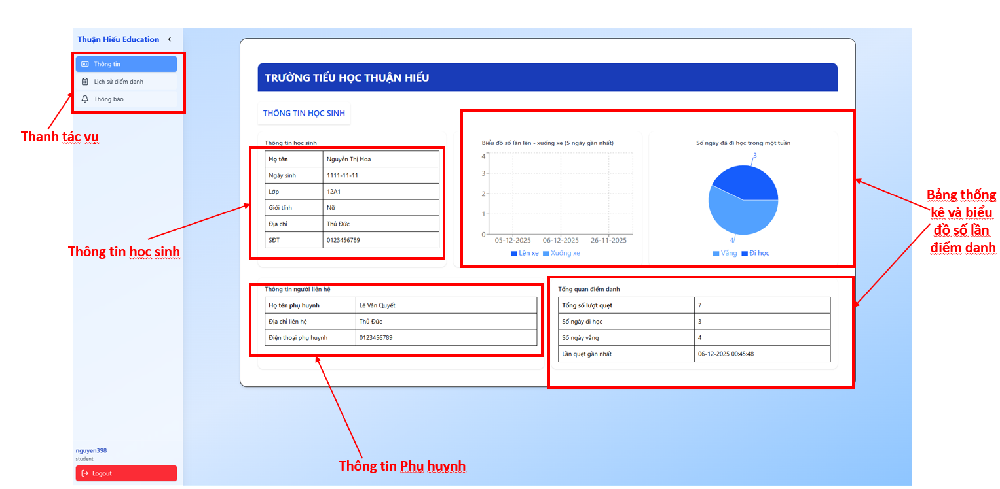 Thuận Hiếu Education
Thông tin
Lịch sử điểm danh
Thông báo
Thanh tác vụ
TRƯỜNG TIỂU HỌC THUẬN HIẾU
THÔNG TIN HỌC SINH
Thông tin học sinh
Họ tên Nguyễn Thị Hoa
Ngày sinh 1111-11-11
Lớp 12A1
Giới tính Nữ
Địa chỉ Thủ Đức
SĐT 0123456789
Thông tin học sinh
Biểu đồ số lần lên - xuống xe (5 ngày gần nhất)
4
3
2
1
0
05-12-2025 06-12-2025 26-11-2025
Lên xe Xuống xe
Số ngày đã đi học trong một tuần
3
4
Vắng Đi học
Bảng thống
kê và biểu
đồ số lần
điểm danh
Thông tin người liên hệ
Họ tên phụ huynh Lê Văn Quyết
Địa chỉ liên hệ Thủ Đức
Điện thoại phụ huynh 0123456789
Tổng quan điểm danh
Tổng số lượt quẹt 7
Số ngày đi học 3
Số ngày vắng 4
Lần quẹt gần nhất 06-12-2025 00:45:48
Thông tin Phụ huynh
nguyen398
student
Logout